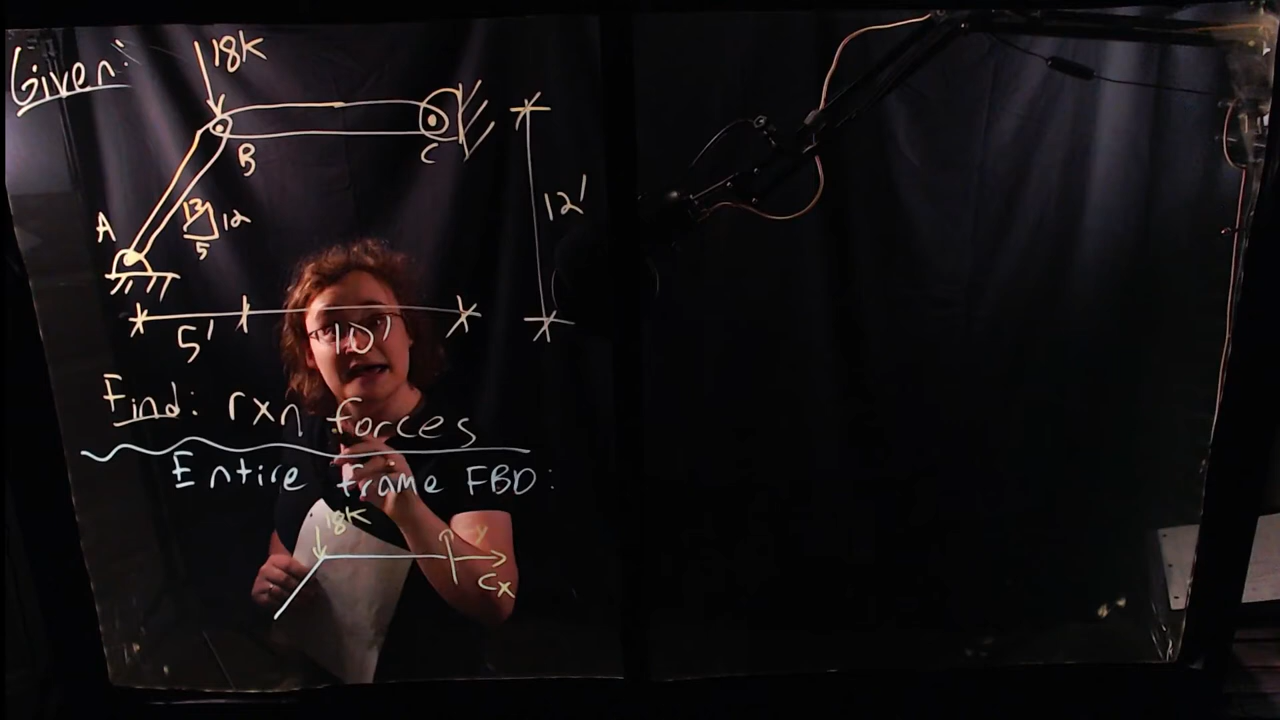 Given:
18K
B
C
A
13
12
5
12'
5'
10'
Find: rxn forces
Entire frame FBD:
18K
y
Cx